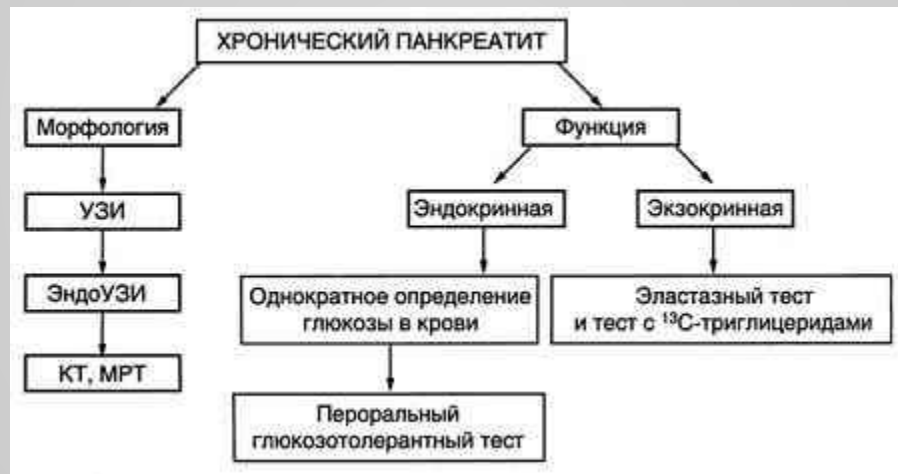 ХРОНИЧЕСКИЙ ПАНКРЕАТИТ
Морфология
Функция
УЗИ
Эндокринная
Экзокринная
ЭндоУЗИ
Однократное определение
глюкозы в крови
Эластазный тест
и тест с ¹³С-триглицеридами
КТ, МРТ
Пероральный
глюкозотолерантный тест